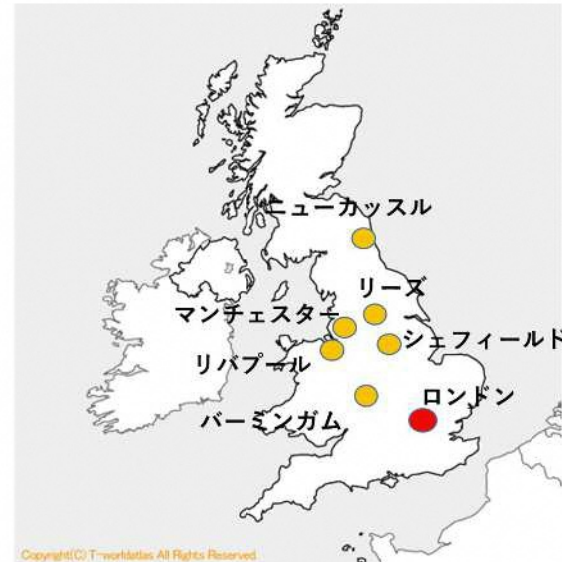 ニューカッスル
リーズ
マンチェスター
シェフィールド
リバプール
ロンドン
バーミンガム
Copyright(C) T-worldatlas All Rights Reserved.